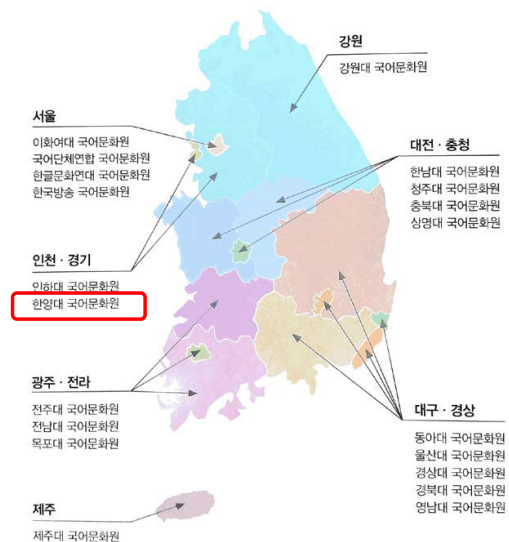 강원
강원대 국어문화원
서울
이화여대 국어문화원
국어단체연합 국어문화원
한글문화연대 국어문화원
한국방송 국어문화원
대전 · 충청
한남대 국어문화원
청주대 국어문화원
충북대 국어문화원
상명대 국어문화원
인천 · 경기
인하대 국어문화원
한양대 국어문화원
광주 · 전라
전주대 국어문화원
전남대 국어문화원
목포대 국어문화원
대구 · 경상
동아대 국어문화원
울산대 국어문화원
경상대 국어문화원
경북대 국어문화원
영남대 국어문화원
제주
제주대 국어문화원